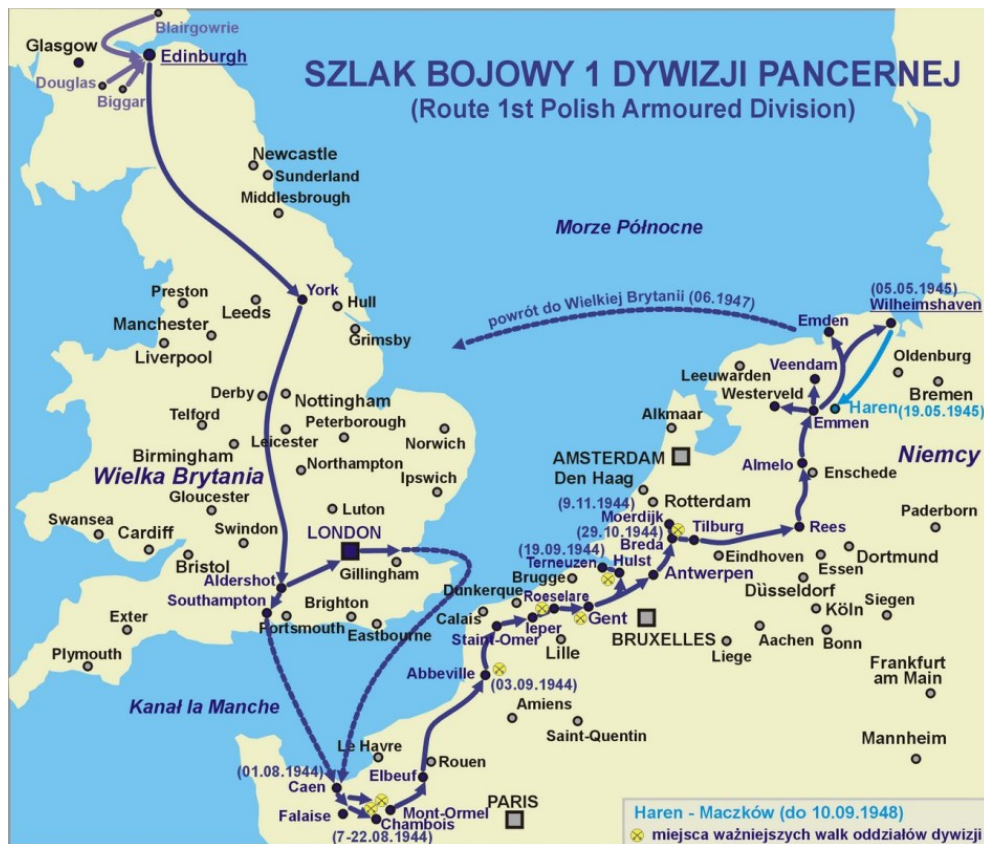 SZLAK BOJOWY 1 DYWIZJI PANCERNEJ
(Route 1st Polish Armoured Division)
Blairgowrie
Glasgow
Edinburgh
Douglas
Biggar
Newcastle
Sunderland
Middlesbrough
Morze Północne
York
Preston
Leeds
Hull
Manchester
Grimsby
Liverpool
powrót do Wielkiej Brytanii (06.1947)
(05.05.1945)
Wilheimshaven
Emden
Oldenburg
Veendam
Leeuwarden
Bremen
Westerveld
Haren (19.05.1945)
Emmen
Derby
Nottingham
Telford
Peterborough
Leicester
Norwich
Birmingham
Northampton
Wielka Brytania
Ipswich
Gloucester
Luton
Swansea
Cardiff
Swindon
LONDON
Bristol
Gillingham
Aldershot
Southampton
Brighton
Portsmouth
Eastbourne
Exter
Plymouth
Alkmaar
AMSTERDAM
Niemcy
Almelo
Den Haag
Enschede
(9.11.1944)
Rotterdam
Paderborn
Moerdijk
Rees
(29.10.1944)
Tilburg
Breda
(19.09.1944)
Terneuzen
Hulst
Eindhoven
Dortmund
Essen
Brugge
Antwerpen
Dùsseldorf
Dunkerque
Roeselare
Köln
Siegen
Calais
Gent
Staint-Omer
Ieper
BRUXELLES
Aachen
Bonn
Lille
Liege
Abbeville
(03.09.1944)
Frankfurt
am Main
Kanał la Manche
Amiens
Saint-Quentin
Mannheim
Le Havre
Rouen
(01.08.1944)
Elbeuf
Caen
Mont-Ormel
PARIS
Falaise
Chambois
(7-22.08.1944)
Haren - Maczków (do 10.09.1948)
miejsca ważniejszych walk oddziałów dywizji